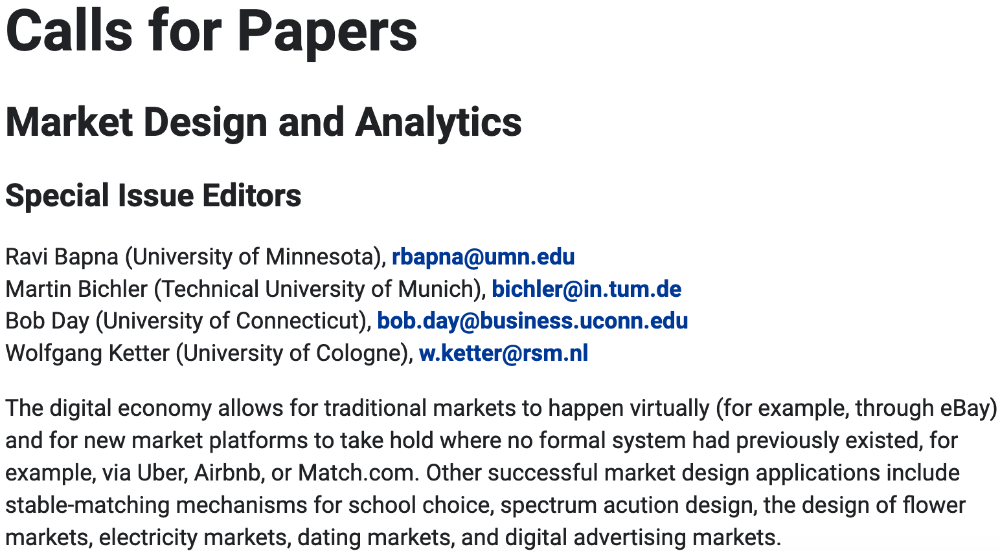 Calls for Papers
Market Design and Analytics
Special Issue Editors
Ravi Bapna (University of Minnesota), rbapna@umn.edu
Martin Bichler (Technical University of Munich), bichler@in.tum.de
Bob Day (University of Connecticut), bob.day@business.uconn.edu
Wolfgang Ketter (University of Cologne), w.ketter@rsm.nl
The digital economy allows for traditional markets to happen virtually (for example, through eBay)
and for new market platforms to take hold where no formal system had previously existed, for
example, via Uber, Airbnb, or Match.com. Other successful market design applications include
stable-matching mechanisms for school choice, spectrum acution design, the design of flower
markets, electricity markets, dating markets, and digital advertising markets.